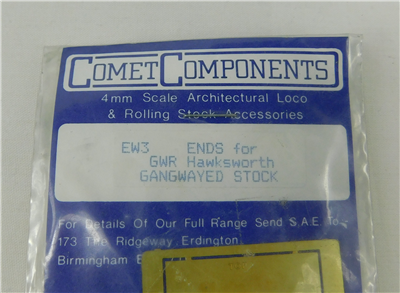 COMET COMPONENTS
4mm Scale Architectural Loco
& Rolling Stock Accessories
EW3 ENDS for
GWR Hawksworth
GANGWAYED STOCK
For Details Of Our Full Range Send S.A.E. To
173 The Ridgeway, Erdington
Birmingham